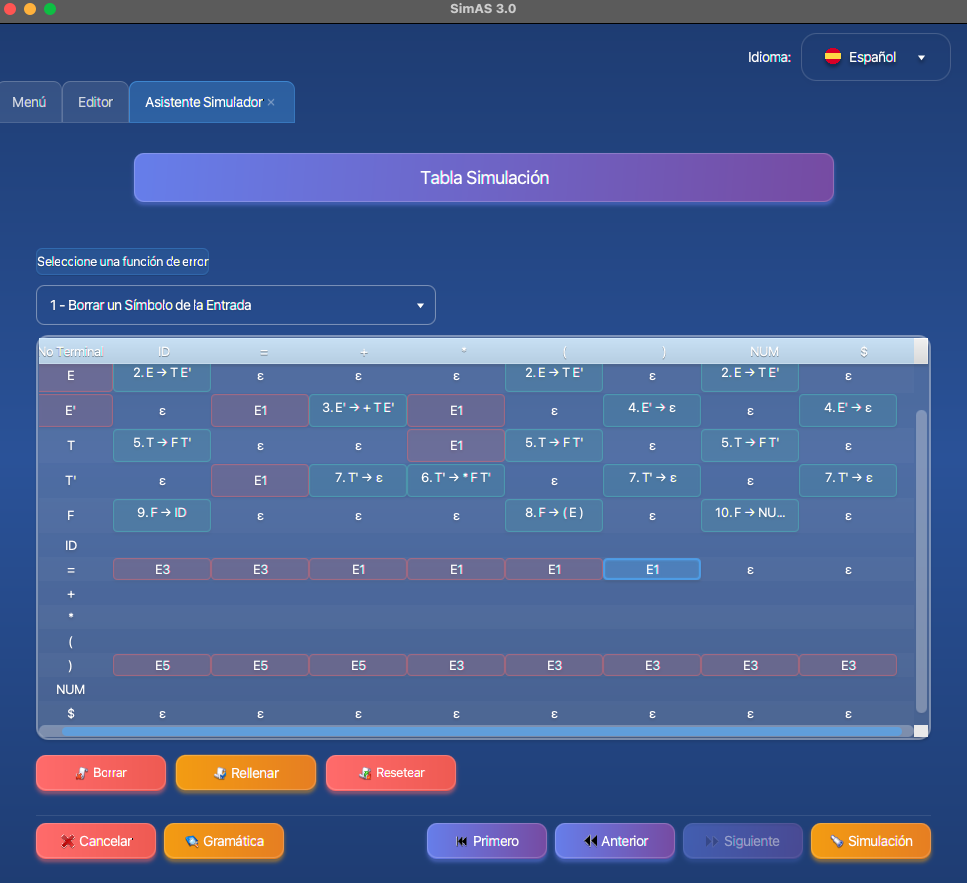 SimAS 3.0
Idioma: Español
Menú Editor Asistente Simulador ×
Tabla Simulación
Seleccione una función de error
1 - Borrar un Símbolo de la Entrada
No Terminal ID = + * ( ) NUM $
E 2. E → T E' ε ε ε 2. E → T E' ε 2. E → T E' ε
E' ε E1 3. E' → + T E' E1 ε 4. E' → ε ε 4. E' → ε
T 5. T → F T' ε ε E1 5. T → F T' ε 5. T → F T' ε
T' ε E1 7. T' → ε 6. T' → * F T' ε 7. T' → ε ε 7. T' → ε
F 9. F → ID ε ε ε 8. F → ( E ) ε 10. F → NU... ε
ID
= E3 E3 E1 E1 E1 E1 ε ε
+
*
(
) E5 E5 E5 E3 E3 E3 E3 E3
NUM
$ ε ε ε ε ε ε ε ε
Borrar Rellenar Resetear
Cancelar Gramática Primero Anterior Siguiente Simulación